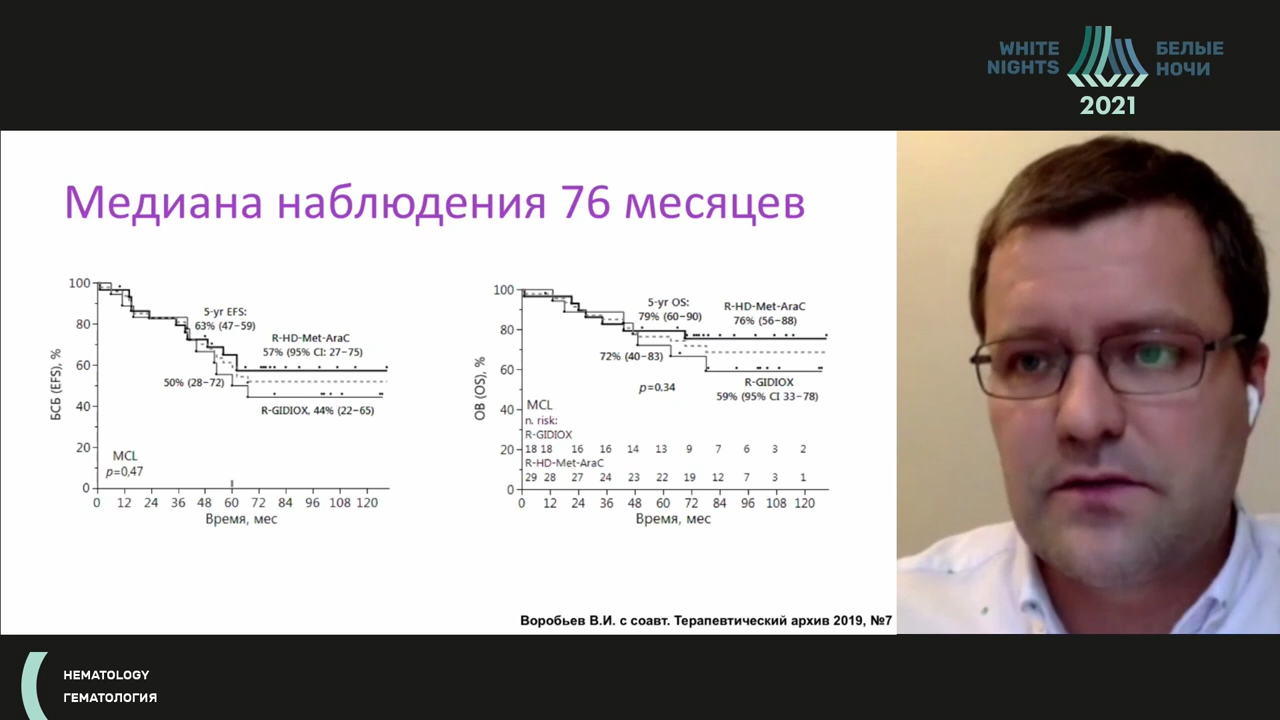 WHITE
NIGHTS
БЕЛЫЕ
НОЧИ
2021
Медиана наблюдения 76 месяцев
БСБ (EFS), %
100
80
60
40
20
0
5-yr EFS:
63% (47–59)
R-HD-Met-AraC
57% (95% CI: 27–75)
50% (28–72)
R-GIDIOX, 44% (22–65)
MCL
p=0,47
0 12 24 36 48 60 72 84 96 108 120
Время, мес
ОВ (OS), %
100
80
60
40
20
0
5-yr OS:
79% (60–90)
R-HD-Met-AraC
76% (56–88)
72% (40–83)
p=0.34
R-GIDIOX
59% (95% CI 33–78)
MCL
n. risk:
R-GIDIOX
18 18 16 16 14 13 9 7 6 3 2
R-HD-Met-AraC
29 28 27 24 23 22 19 12 7 3 1
0 12 24 36 48 60 72 84 96 108 120
Время, мес
Воробьев В.И. с соавт. Терапевтический архив 2019, №7
HEMATOLOGY
ГЕМАТОЛОГИЯ